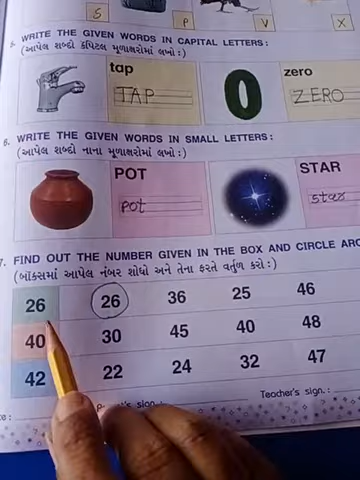 S P V X
5. WRITE THE GIVEN WORDS IN CAPITAL LETTERS:
(આપેલ શબ્દો કેપિટલ મૂળાક્ષરોમાં લખો:)
tap zero
TAP ZERO
6. WRITE THE GIVEN WORDS IN SMALL LETTERS:
(આપેલ શબ્દો નાના મૂળાક્ષરોમાં લખો:)
POT STAR
pot star
7. FIND OUT THE NUMBER GIVEN IN THE BOX AND CIRCLE ARO
(બૉક્સમાં આપેલ નંબર શોધો અને તેના ફરતે વર્તુળ કરો:)
26 26 36 25 46
40 30 45 40 48
42 22 24 32 47
sign. Teacher's sign.: